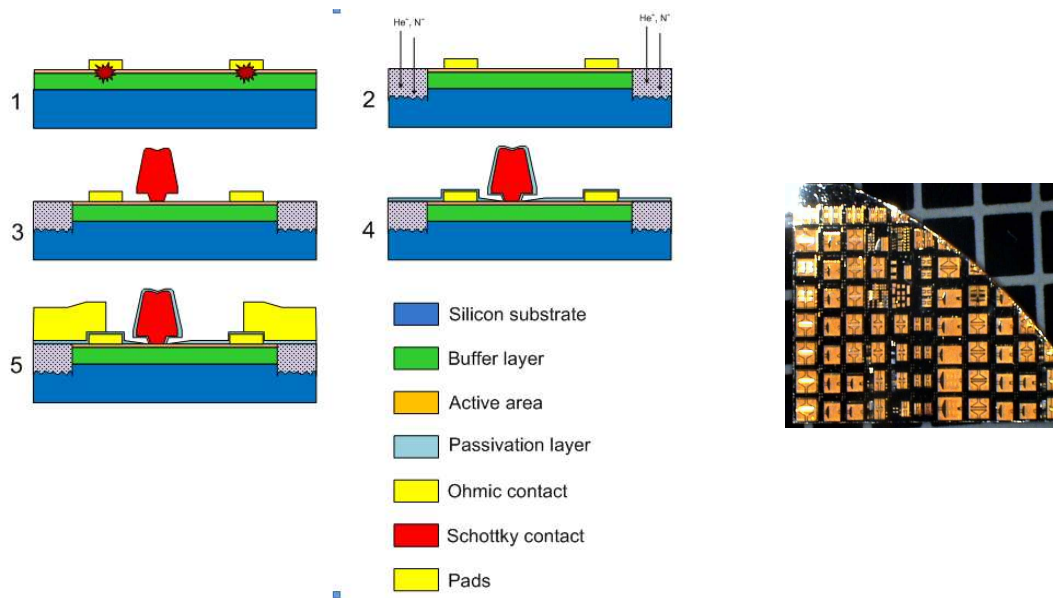 He⁺, N⁺
He⁺, N⁺
1
2
3
4
5
Silicon substrate
Buffer layer
Active area
Passivation layer
Ohmic contact
Schottky contact
Pads